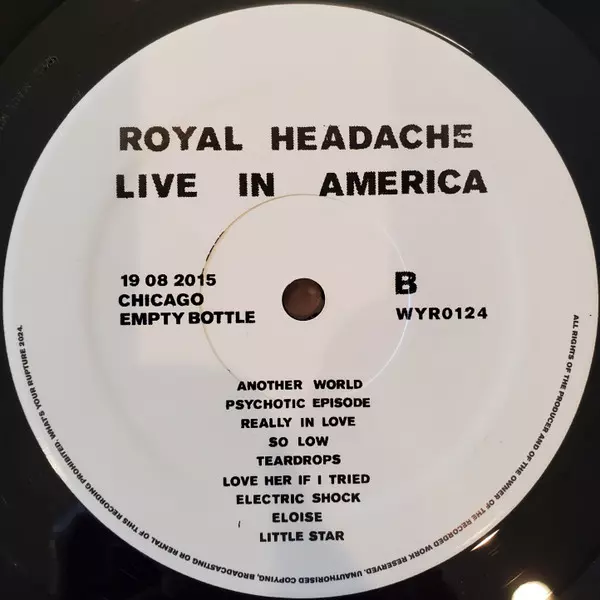 ROYAL HEADACHE
LIVE IN AMERICA
19 08 2015
CHICAGO
EMPTY BOTTLE
B
WYR0124
ANOTHER WORLD
PSYCHOTIC EPISODE
REALLY IN LOVE
SO LOW
TEARDROPS
LOVE HER IF I TRIED
ELECTRIC SHOCK
ELOISE
LITTLE STAR
ALL RIGHTS OF THE PRODUCER AND OF THE OWNER OF THE RECORDED WORK RESERVED. UNAUTHORISED COPYING, BROADCASTING OR RENTAL OF THIS RECORDING PROHIBITED. WHAT'S YOUR RUPTURE 2024.